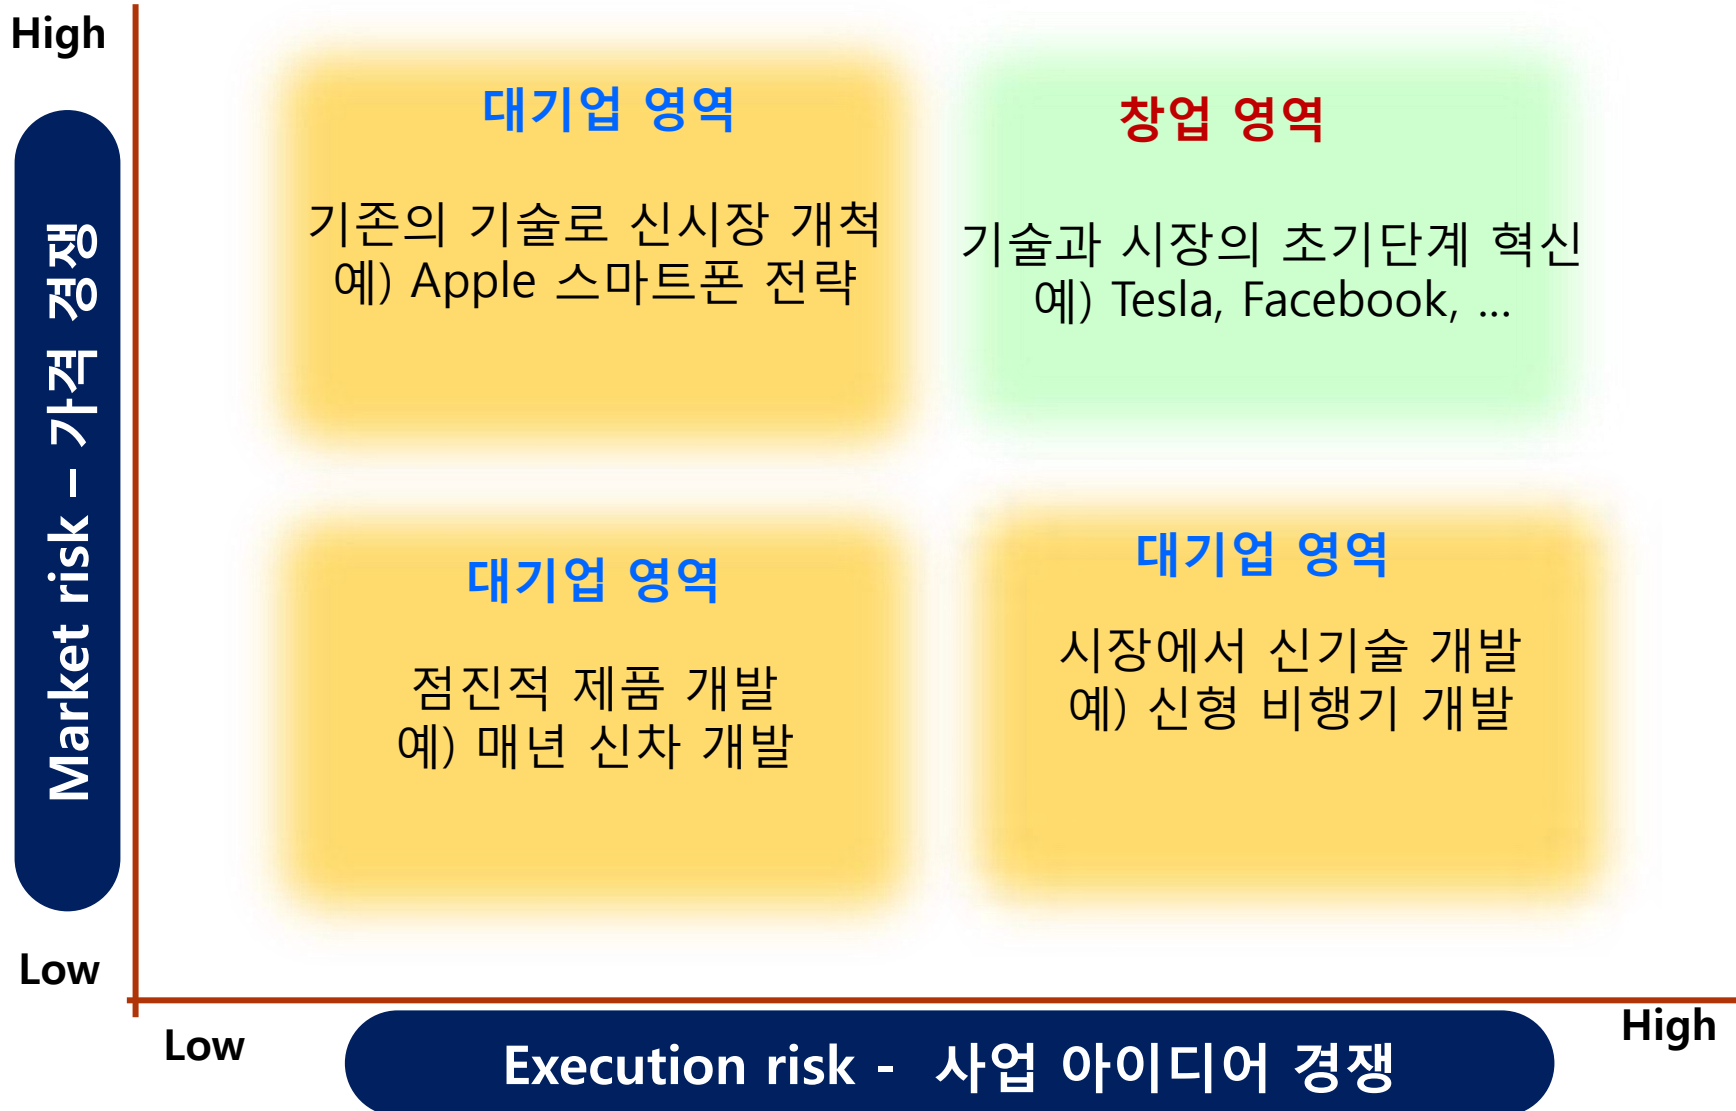 High
대기업 영역
기존의 기술로 신시장 개척
예) Apple 스마트폰 전략
창업 영역
기술과 시장의 초기단계 혁신
예) Tesla, Facebook, ...
Market risk – 가격 경쟁
대기업 영역
점진적 제품 개발
예) 매년 신차 개발
대기업 영역
시장에서 신기술 개발
예) 신형 비행기 개발
Low
Low
Execution risk - 사업 아이디어 경쟁
High